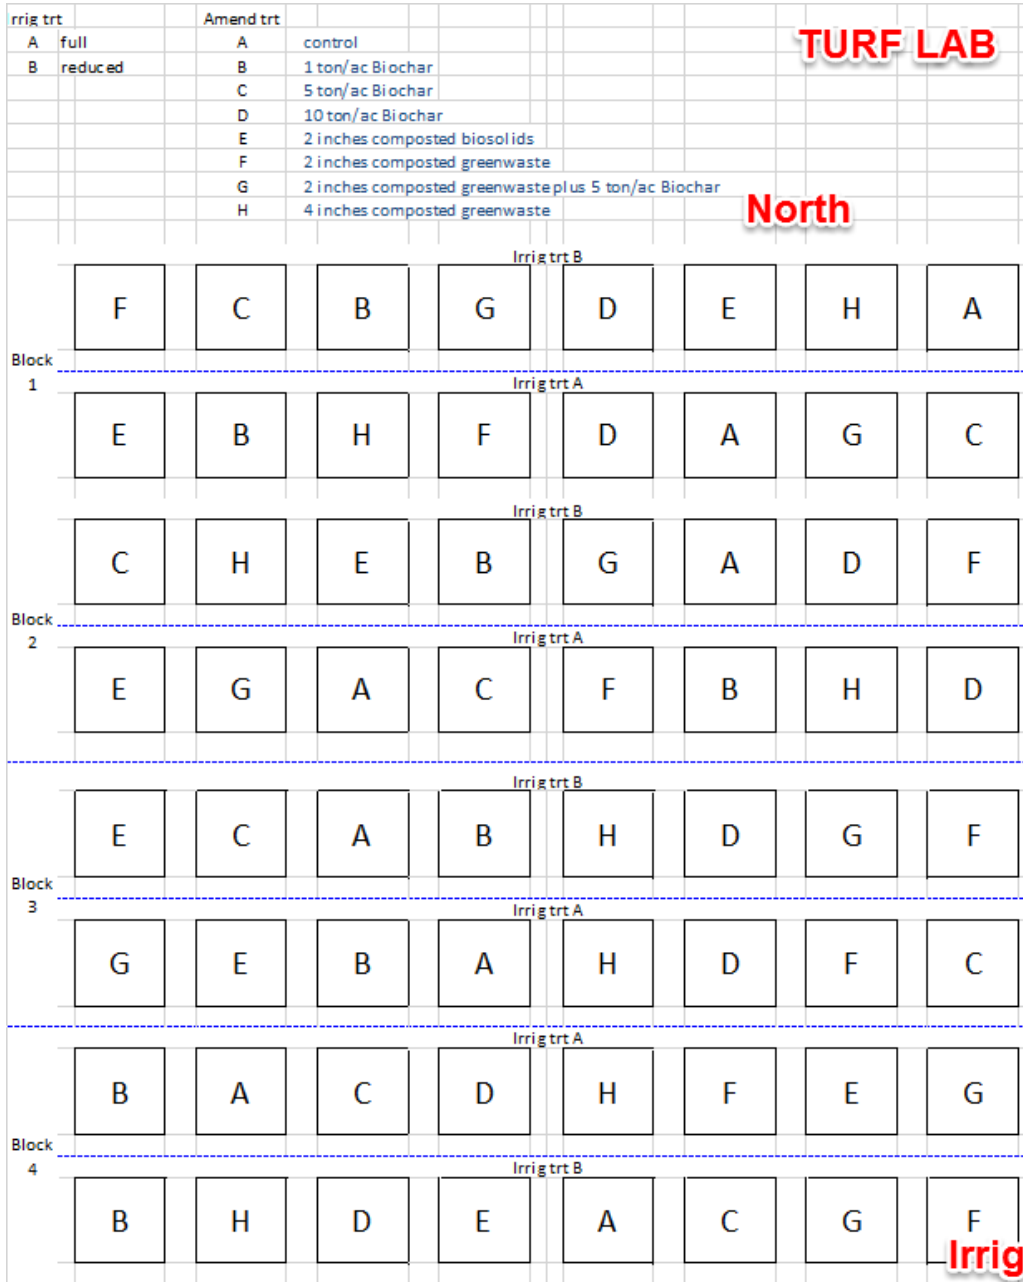 rrig trt Amend trt
A full A control
TURF LAB
B reduced B 1 ton/ac Biochar
C 5 ton/ac Biochar
D 10 ton/ac Biochar
E 2 inches composted biosolids
F 2 inches composted greenwaste
G 2 inches composted greenwaste plus 5 ton/ac Biochar
H 4 inches composted greenwaste
North
Irrig trt B
F C B G D E H A
Block
1
Irrig trt A
E B H F D A G C
Irrig trt B
C H E B G A D F
Block
2
Irrig trt A
E G A C F B H D
Irrig trt B
E C A B H D G F
Block
3
Irrig trt A
G E B A H D F C
Irrig trt A
B A C D H F E G
Block
4
Irrig trt B
B H D E A C G F
Irrig